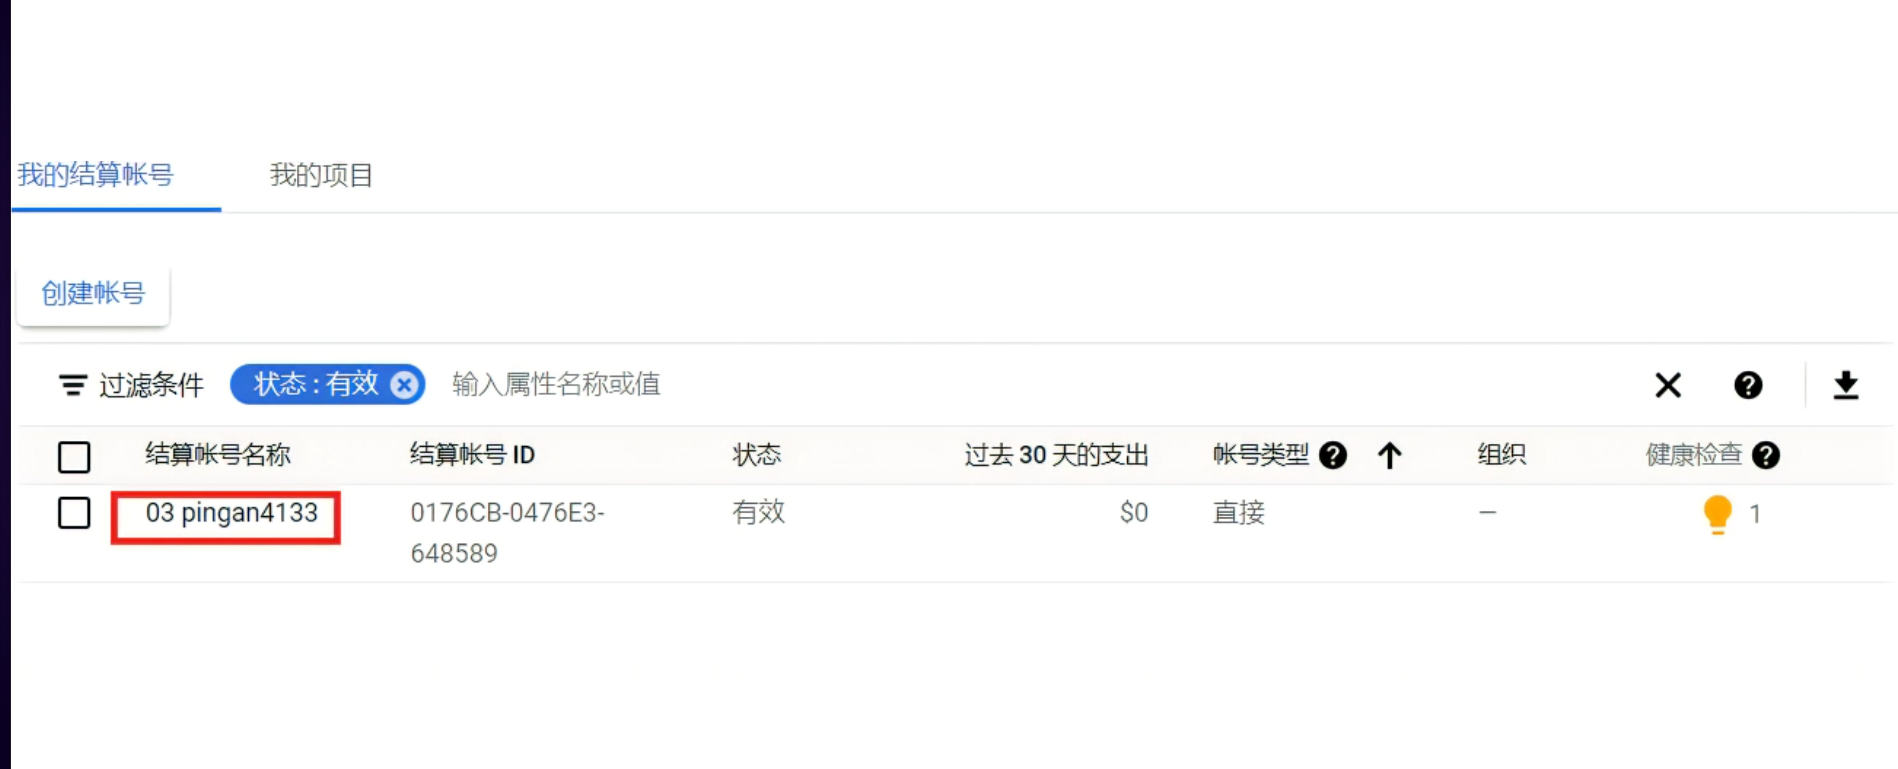 我的结算帐号 我的项目
创建帐号
过滤条件 状态 : 有效 输入属性名称或值
结算帐号名称 结算帐号 ID 状态 过去 30 天的支出 帐号类型 组织 健康检查
03 pingan4133 0176CB-0476E3- 有效 $0 直接 — 1
648589